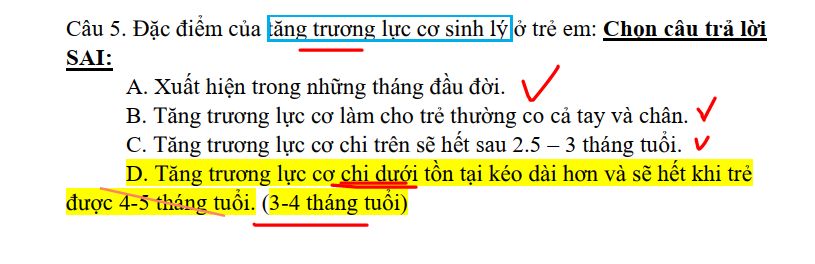 Câu 5. Đặc điểm của tăng trương lực cơ sinh lý ở trẻ em: Chọn câu trả lời
SAI:
A. Xuất hiện trong những tháng đầu đời.
B. Tăng trương lực cơ làm cho trẻ thường co cả tay và chân.
C. Tăng trương lực cơ chi trên sẽ hết sau 2.5 – 3 tháng tuổi.
D. Tăng trương lực cơ chi dưới tồn tại kéo dài hơn và sẽ hết khi trẻ
được 4-5 tháng tuổi. (3-4 tháng tuổi)